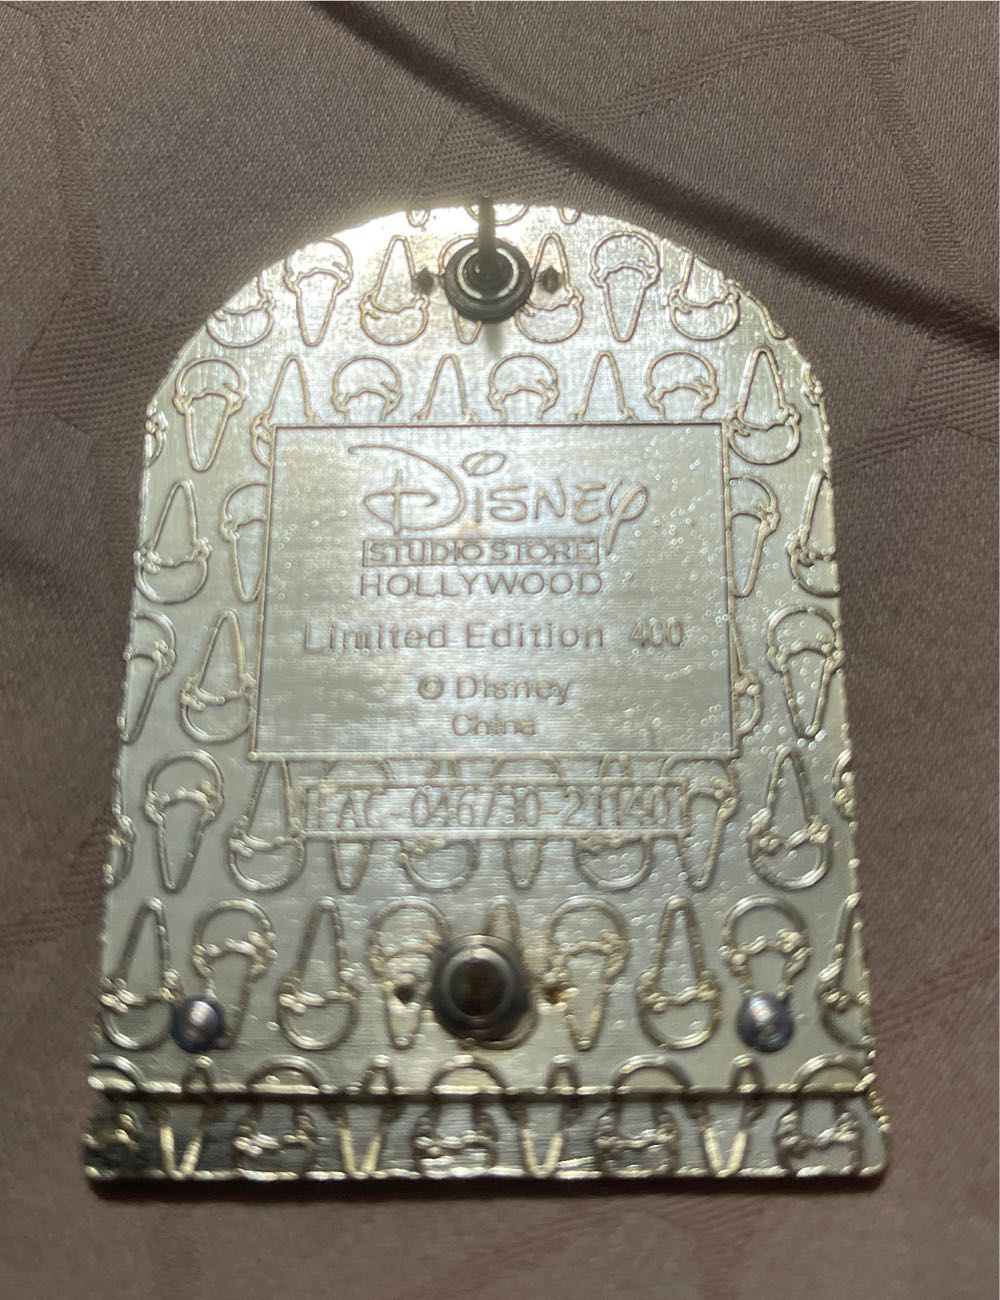 Disney
STUDIO STORE
HOLLYWOOD
Limited Edition 400
© Disney
China
FAC-046730-21140